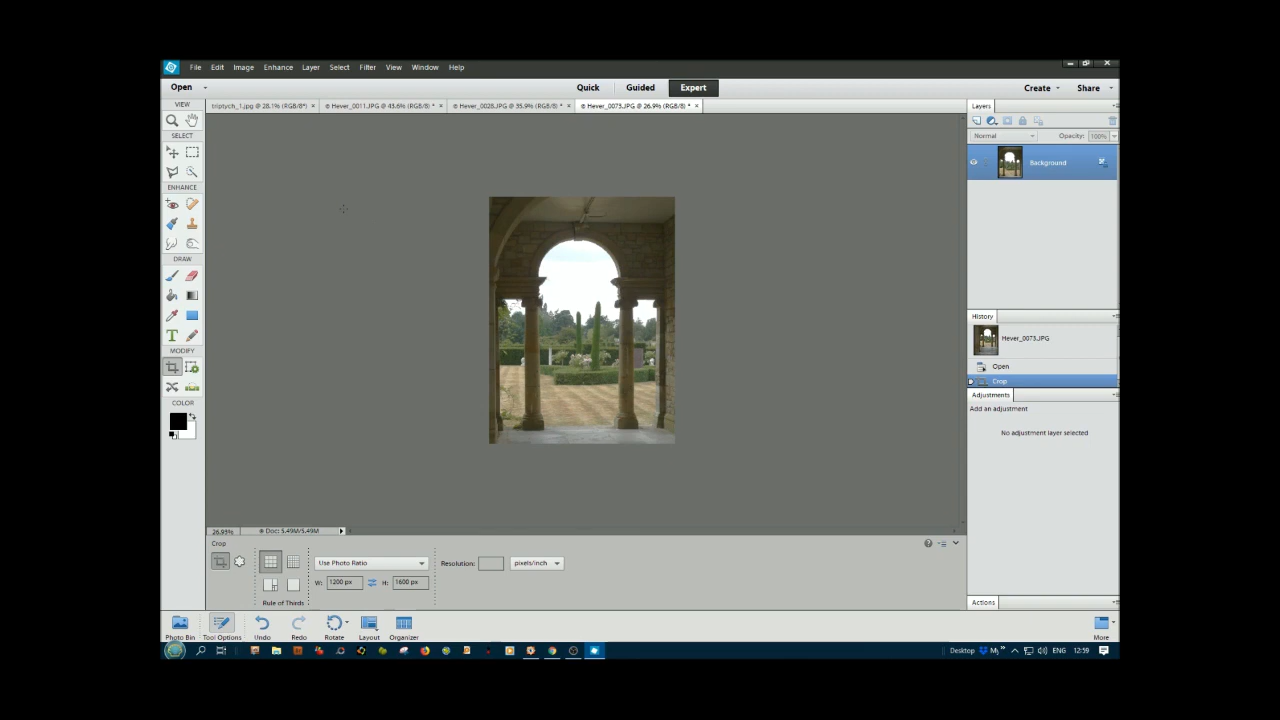 File Edit Image Enhance Layer Select Filter View Window Help
Open Quick Guided Expert Create Share
VIEW
triptych_1.jpg @ 28.1% (RGB/8*) × Hever_0011.JPG @ 43.6% (RGB/8) * × Hever_0028.JPG @ 35.9% (RGB/8) * × Hever_0073.JPG @ 26.9% (RGB/8) * ×
Layers
Normal Opacity: 100%
SELECT
Background
ENHANCE
DRAW
History
Hever_0073.JPG
MODIFY
Open
Crop
Adjustments
COLOR
Add an adjustment
No adjustment layer selected
26.93% Doc: 5.49M/5.49M
Crop
Use Photo Ratio Resolution: pixels/inch
W: 1200 px H: 1600 px
Rule of Thirds
Actions
Photo Bin Tool Options Undo Redo Rotate Layout Organizer More
Desktop ENG 12:59